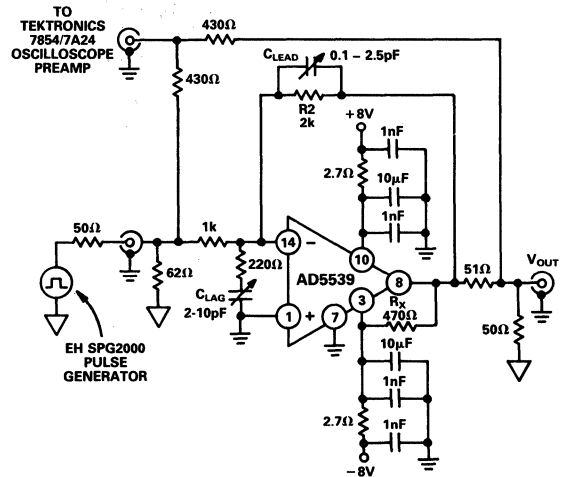 TO
TEKTRONICS
7854/7A24
OSCILLOSCOPE
PREAMP
430Ω
430Ω
CLEAD
0.1 – 2.5pF
R2
2k
+8V
1nF
2.7Ω
10μF
1nF
50Ω
1k
62Ω
220Ω
CLAG
2-10pF
14
–
1
+
AD5539
10
8
3
7
RX
470Ω
51Ω
VOUT
50Ω
EH SPG2000
PULSE
GENERATOR
10μF
1nF
2.7Ω
1nF
−8V